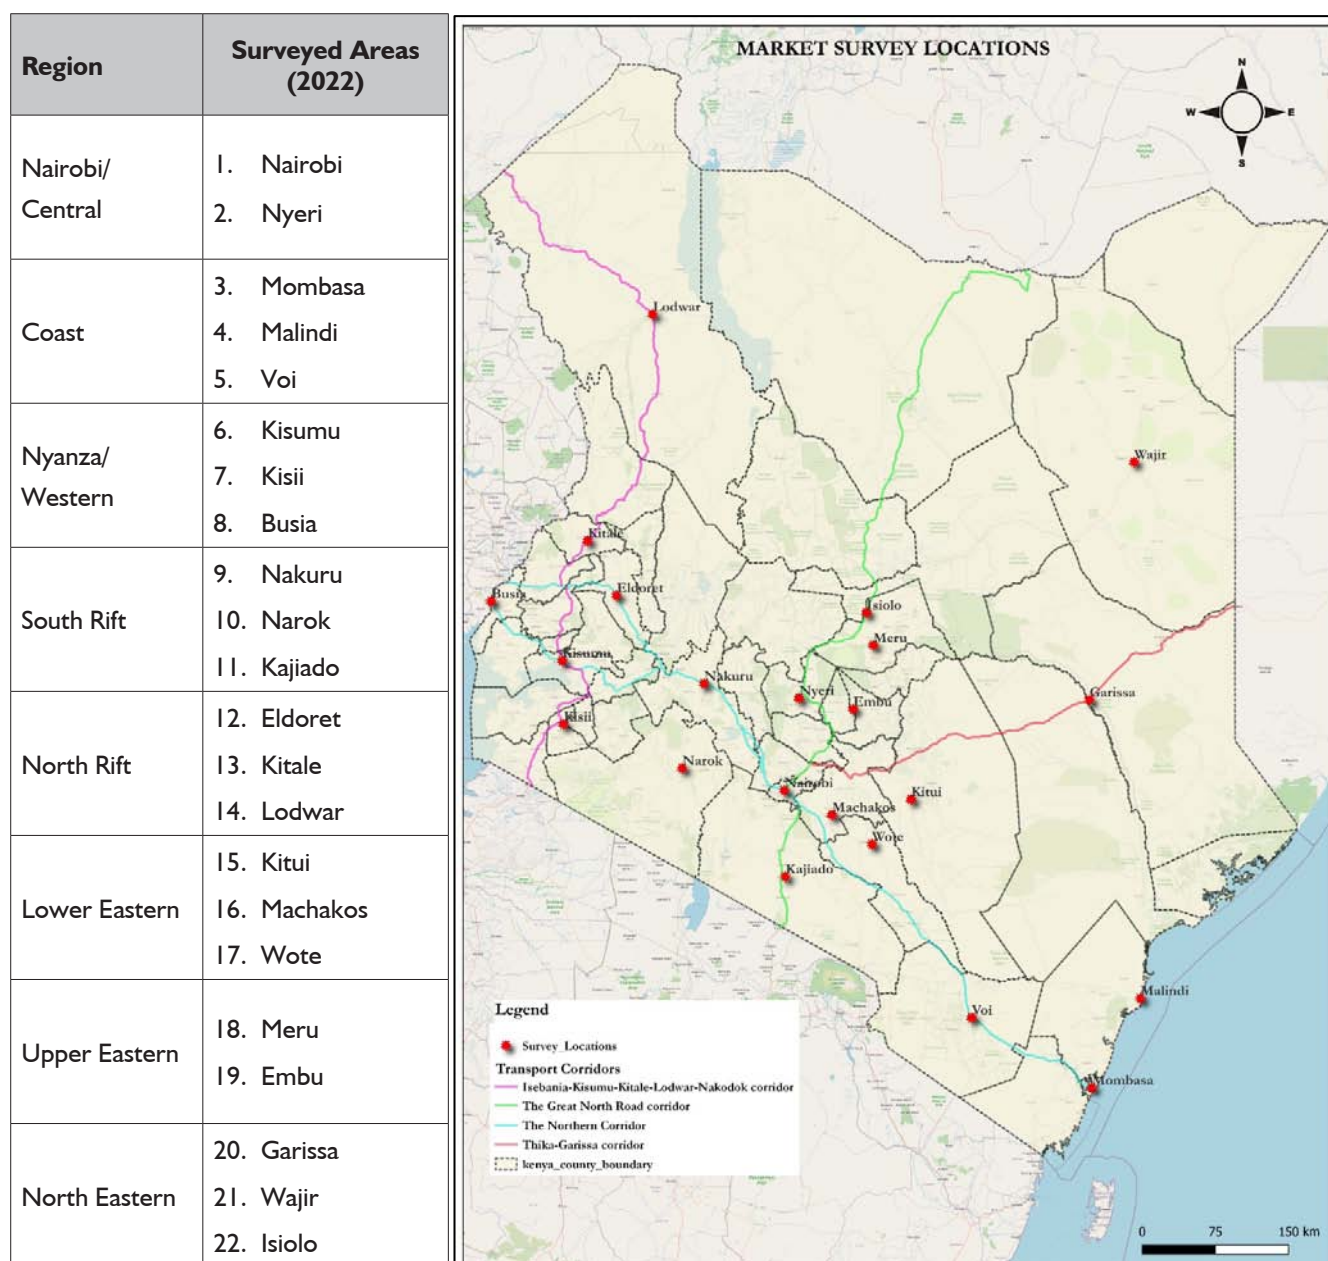 Region
Surveyed Areas
(2022)
Nairobi/
Central
1. Nairobi
2. Nyeri
Coast
3. Mombasa
4. Malindi
5. Voi
Nyanza/
Western
6. Kisumu
7. Kisii
8. Busia
South Rift
9. Nakuru
10. Narok
11. Kajiado
North Rift
12. Eldoret
13. Kitale
14. Lodwar
Lower Eastern
15. Kitui
16. Machakos
17. Wote
Upper Eastern
18. Meru
19. Embu
North Eastern
20. Garissa
21. Wajir
22. Isiolo
MARKET SURVEY LOCATIONS
N
W
E
S
Lodwar
Wajir
Kitale
Busia
Eldoret
Isiolo
Meru
Kisumu
Nakuru
Nyeri
Embu
Garissa
Kisii
Narok
Nairobi
Machakos
Kitui
Wote
Kajiado
Malindi
Voi
Mombasa
Legend
Survey_Locations
Transport Corridors
Isebania-Kisumu-Kitale-Lodwar-Nakodok corridor
The Great North Road corridor
The Northern Corridor
Thika-Garissa corridor
kenya_county_boundary
0 75 150 km